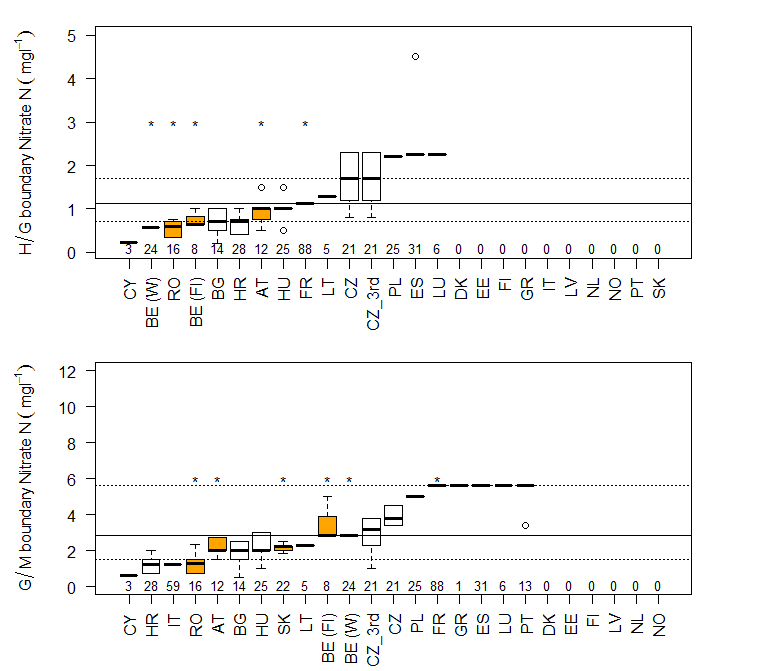 H/G boundary Nitrate N ( mgl⁻¹)
5
4
3
2
1
0
* * * * *
3 24 16 8 14 28 12 25 88 5 21 21 25 31 6 0 0 0 0 0 0 0 0 0 0
CY BE (W) RO BE (FI) BG HR AT HU FR LT CZ CZ_3rd PL ES LU DK EE FI GR IT LV NL NO PT SK
G/M boundary Nitrate N ( mgl⁻¹)
12
10
8
6
4
2
0
* * * * * *
3 28 59 16 12 14 25 22 5 8 24 21 21 25 88 1 31 6 13 0 0 0 0 0 0
CY HR IT RO AT BG HU SK LT BE (FI) BE (W) CZ_3rd CZ PL FR GR ES LU PT DK EE FI LV NL NO